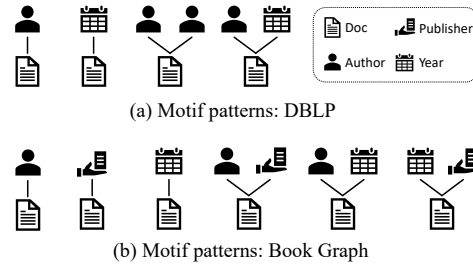 Doc
Publisher
Author
Year
(a) Motif patterns: DBLP
(b) Motif patterns: Book Graph